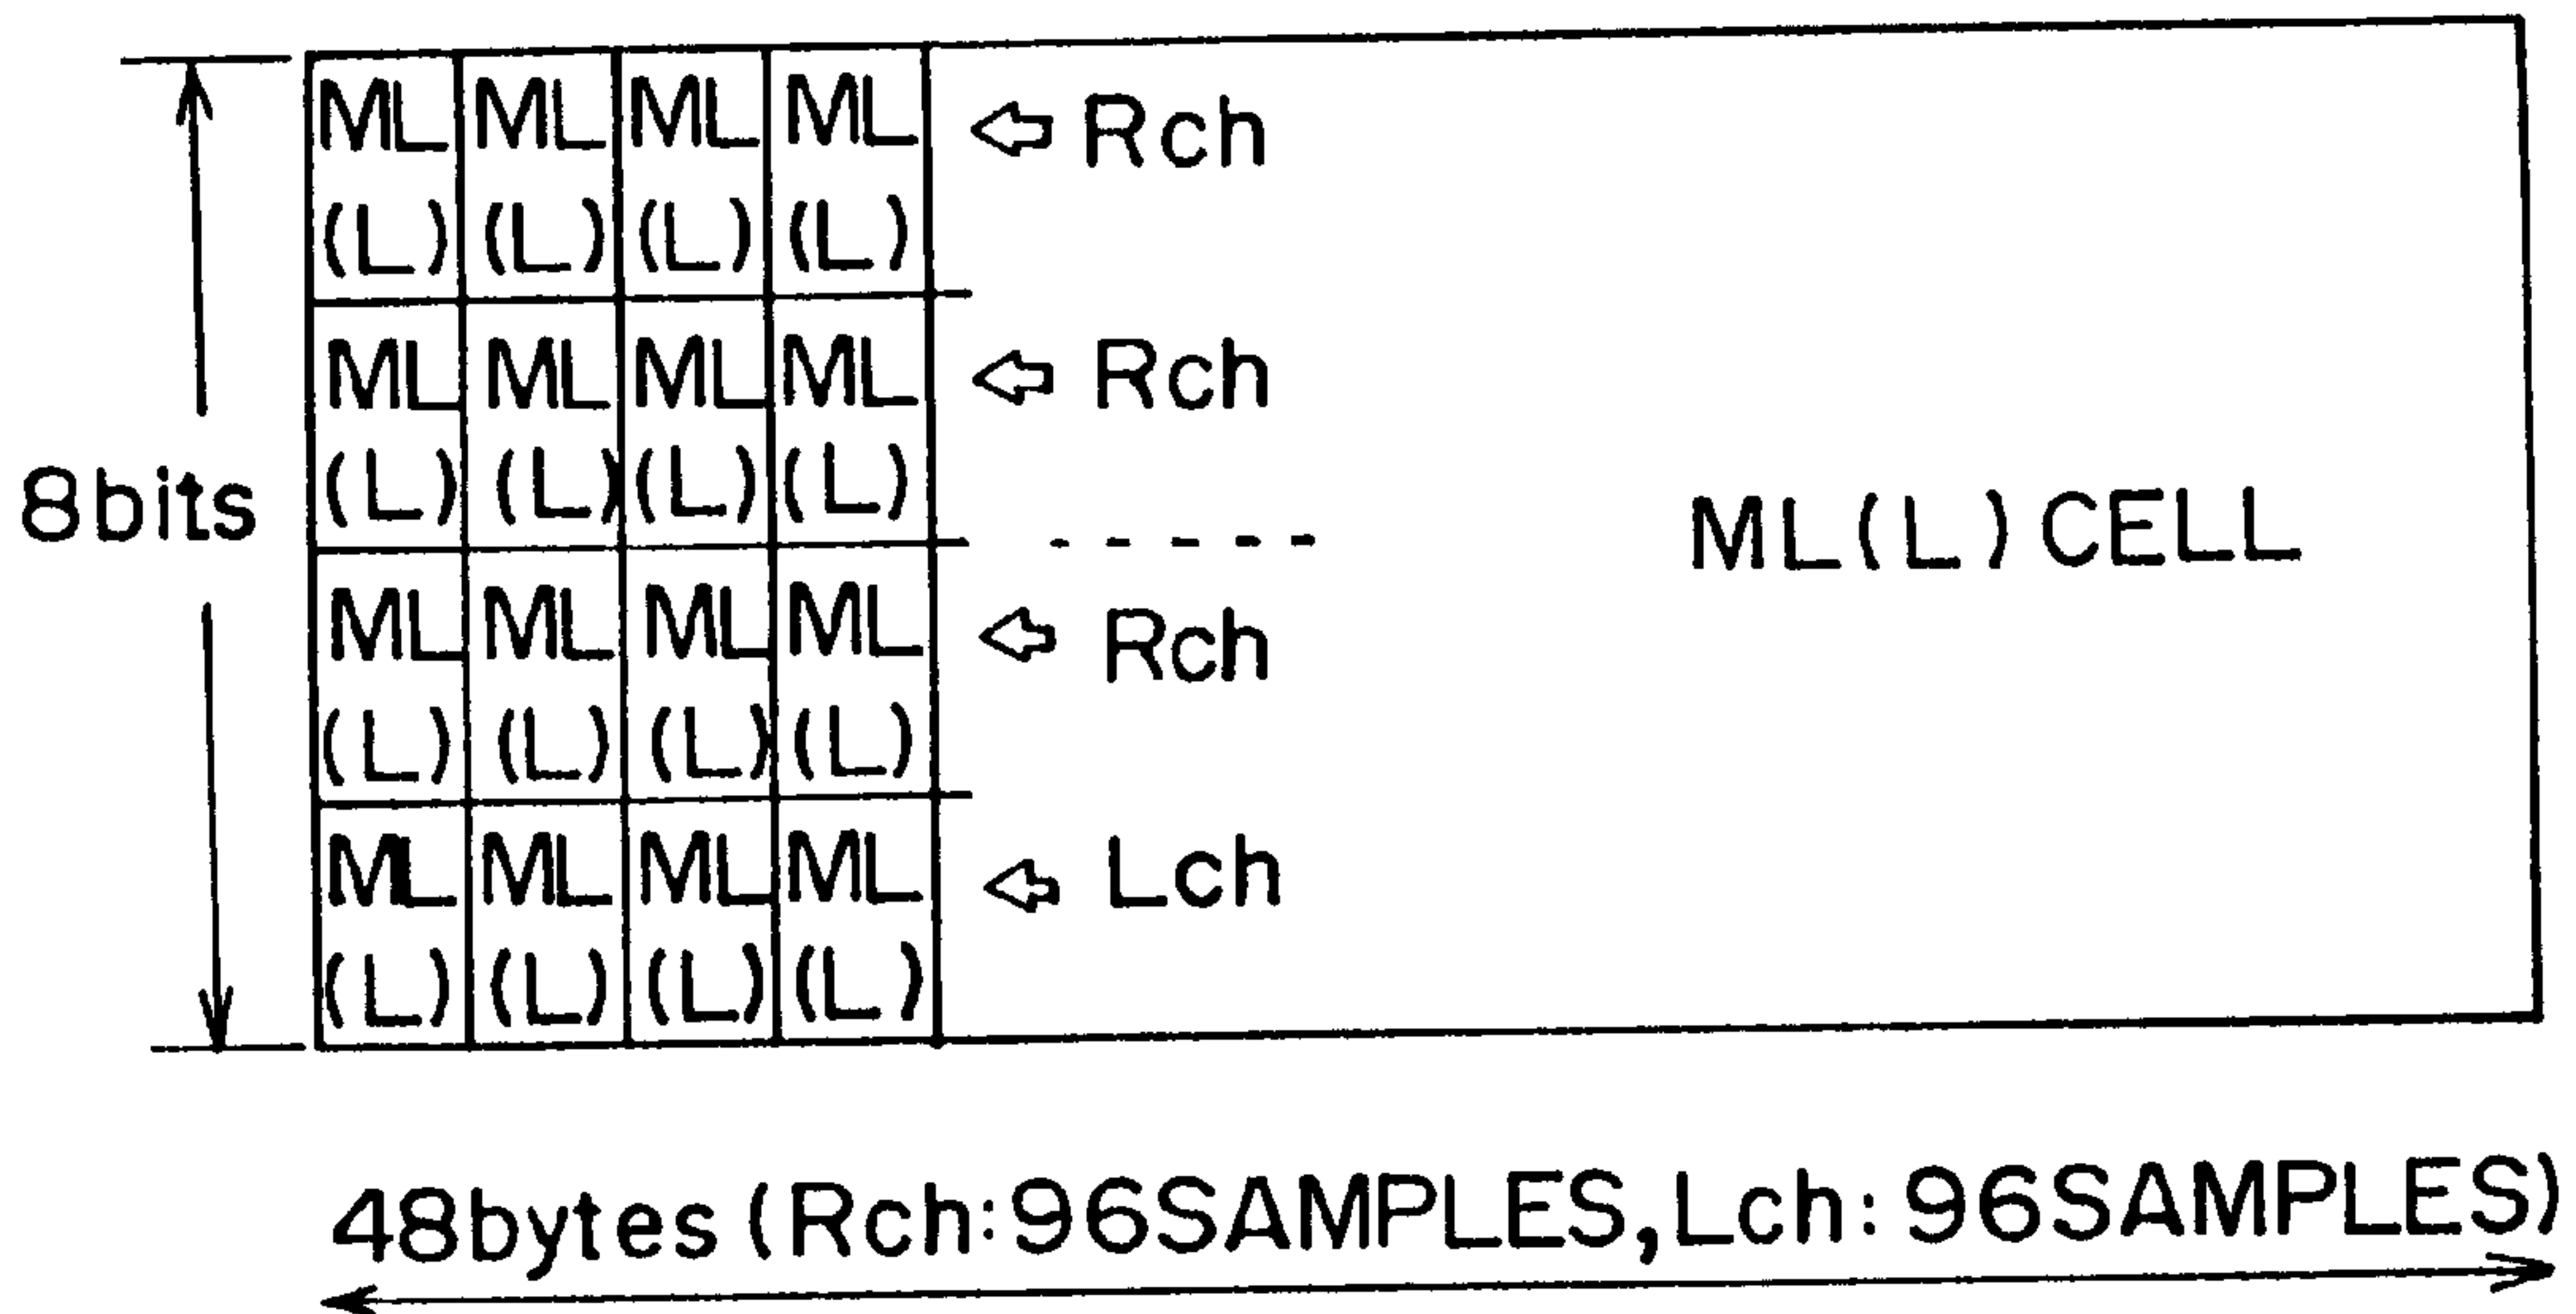 ML ML ML ML ⇦ Rch
(L) (L) (L) (L)
ML ML ML ML ⇦ Rch
(L) (L) (L) (L)
8bits
ML(L)CELL
ML ML ML ML ⇦ Rch
(L) (L) (L) (L)
ML ML ML ML ⇦ Lch
(L) (L) (L) (L)
48bytes (Rch:96SAMPLES,Lch:96SAMPLES)